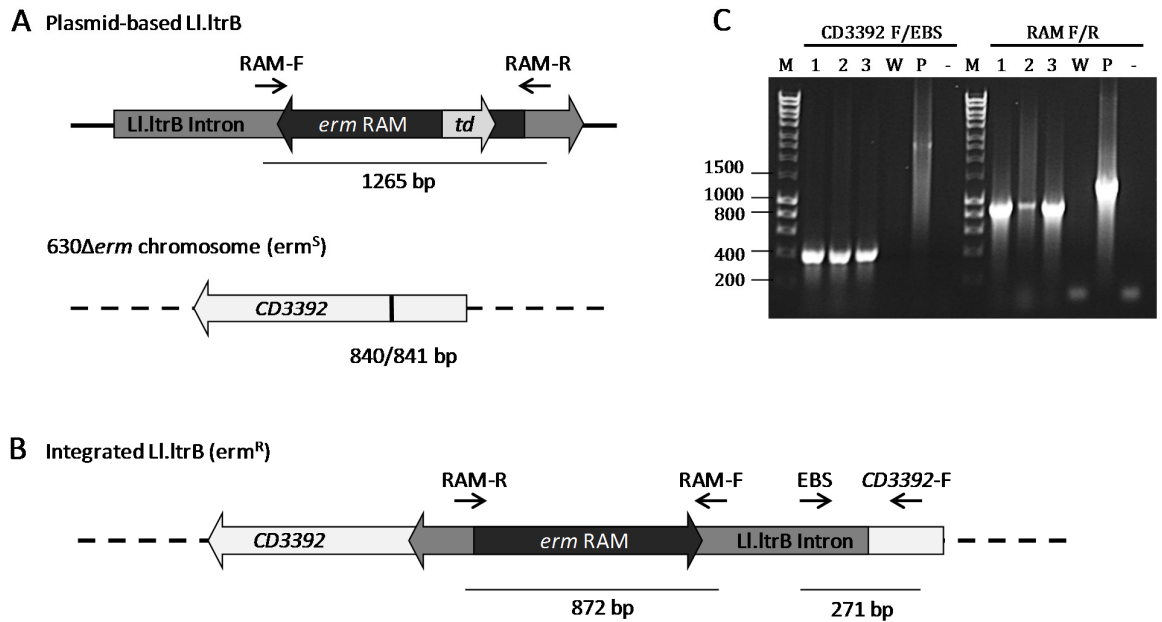 A Plasmid-based Ll.ltrB
RAM-F RAM-R
Ll.ltrB Intron erm RAM td
1265 bp
630Δerm chromosome (ermS)
CD3392
840/841 bp
B Integrated Ll.ltrB (ermR)
RAM-R RAM-F EBS CD3392-F
CD3392 erm RAM Ll.ltrB Intron
872 bp 271 bp
C
CD3392 F/EBS RAM F/R
M 1 2 3 W P - M 1 2 3 W P -
1500
1000
800
400
200